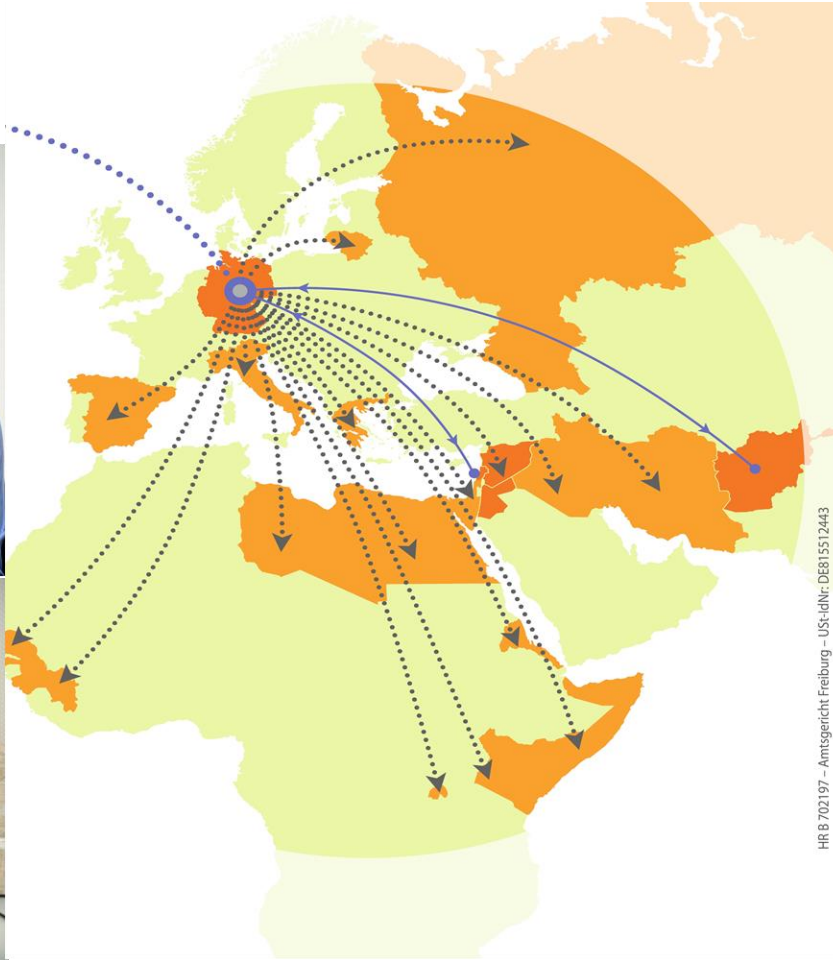 HR B 702197 – Amtsgericht Freiburg – USt-IdNr: DE815512443